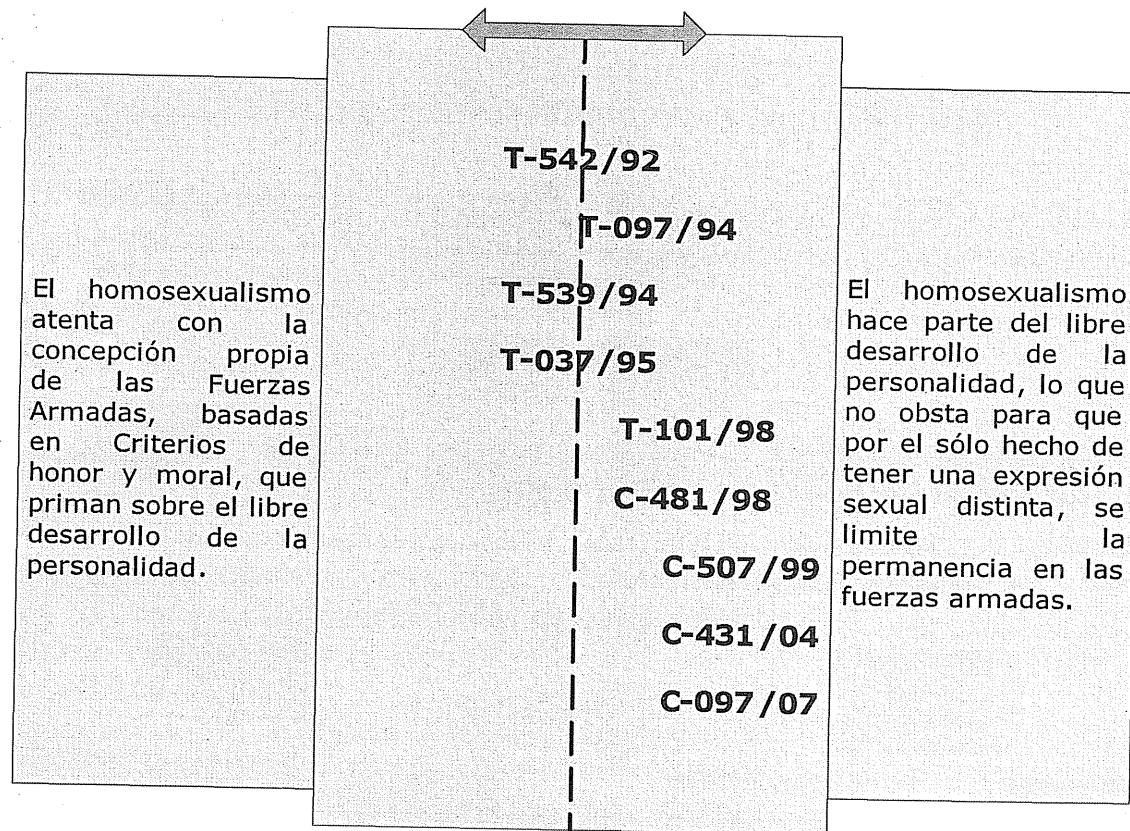 El homosexualismo
atenta con la
concepción propia
de las Fuerzas
Armadas, basadas
en Criterios de
honor y moral, que
priman sobre el libre
desarrollo de la
personalidad.
T-542/92
T-097/94
T-539/94
T-037/95
T-101/98
C-481/98
C-507/99
C-431/04
C-097/07
El homosexualismo
hace parte del libre
desarrollo de la
personalidad, lo que
no obsta para que
por el sólo hecho de
tener una expresión
sexual distinta, se
limite la
permanencia en las
fuerzas armadas.